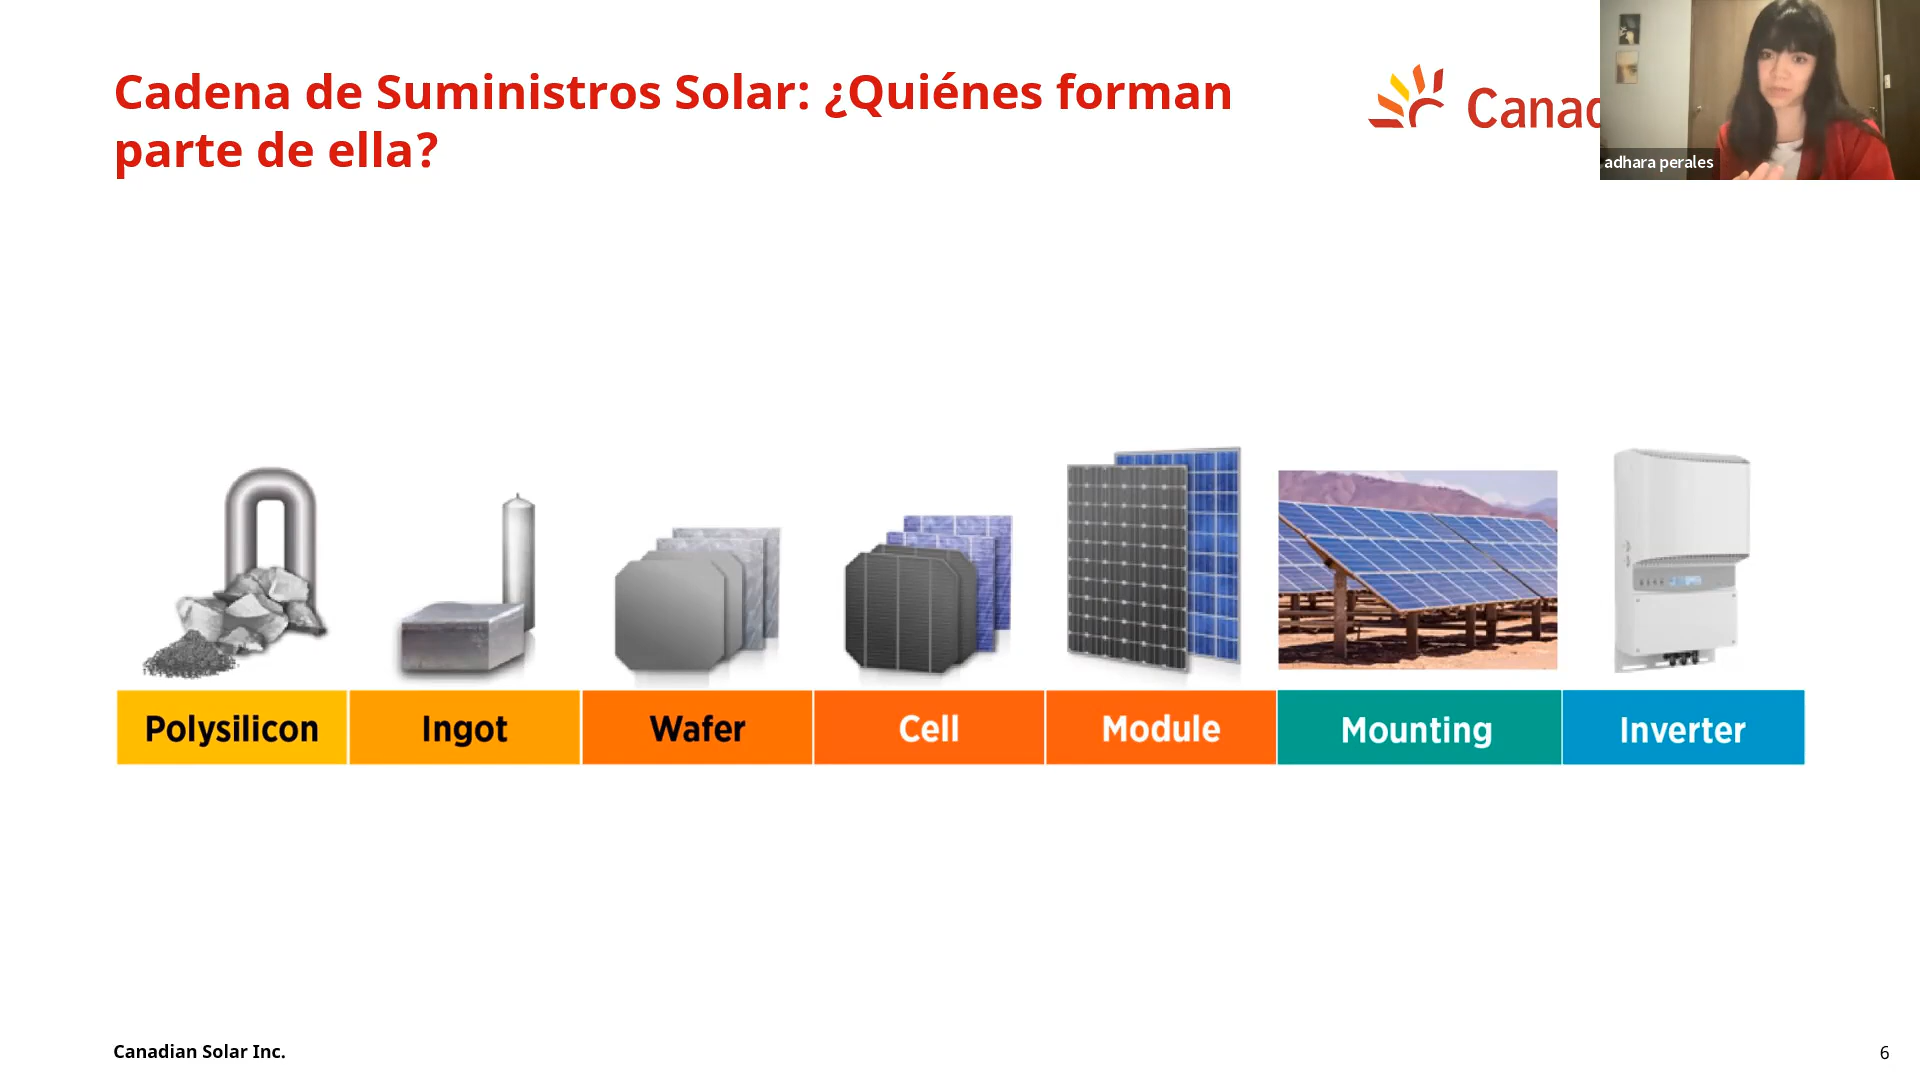 Cadena de Suministros Solar: ¿Quiénes forman
parte de ella?
Canad
adhara perales
Polysilicon
Ingot
Wafer
Cell
Module
Mounting
Inverter
Canadian Solar Inc.
6